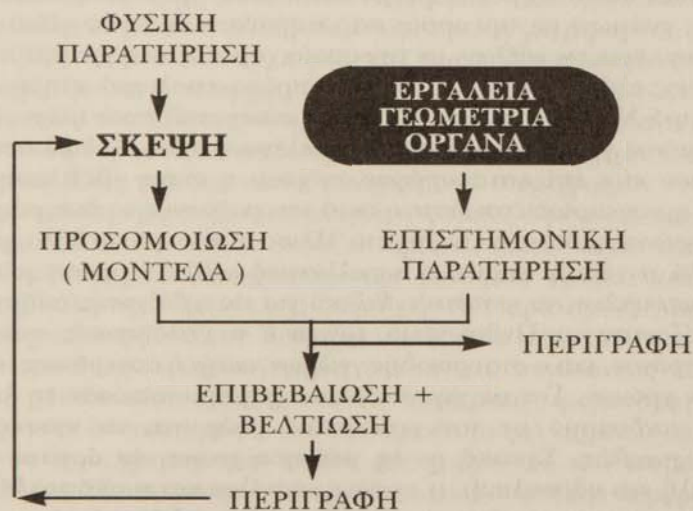 ΦΥΣΙΚΗ
ΠΑΡΑΤΗΡΗΣΗ
ΣΚΕΨΗ
ΕΡΓΑΛΕΙΑ
ΓΕΩΜΕΤΡΙΑ
ΟΡΓΑΝΑ
ΠΡΟΣΟΜΟΙΩΣΗ
( ΜΟΝΤΕΛΑ )
ΕΠΙΣΤΗΜΟΝΙΚΗ
ΠΑΡΑΤΗΡΗΣΗ
ΠΕΡΙΓΡΑΦΗ
ΕΠΙΒΕΒΑΙΩΣΗ +
ΒΕΛΤΙΩΣΗ
ΠΕΡΙΓΡΑΦΗ